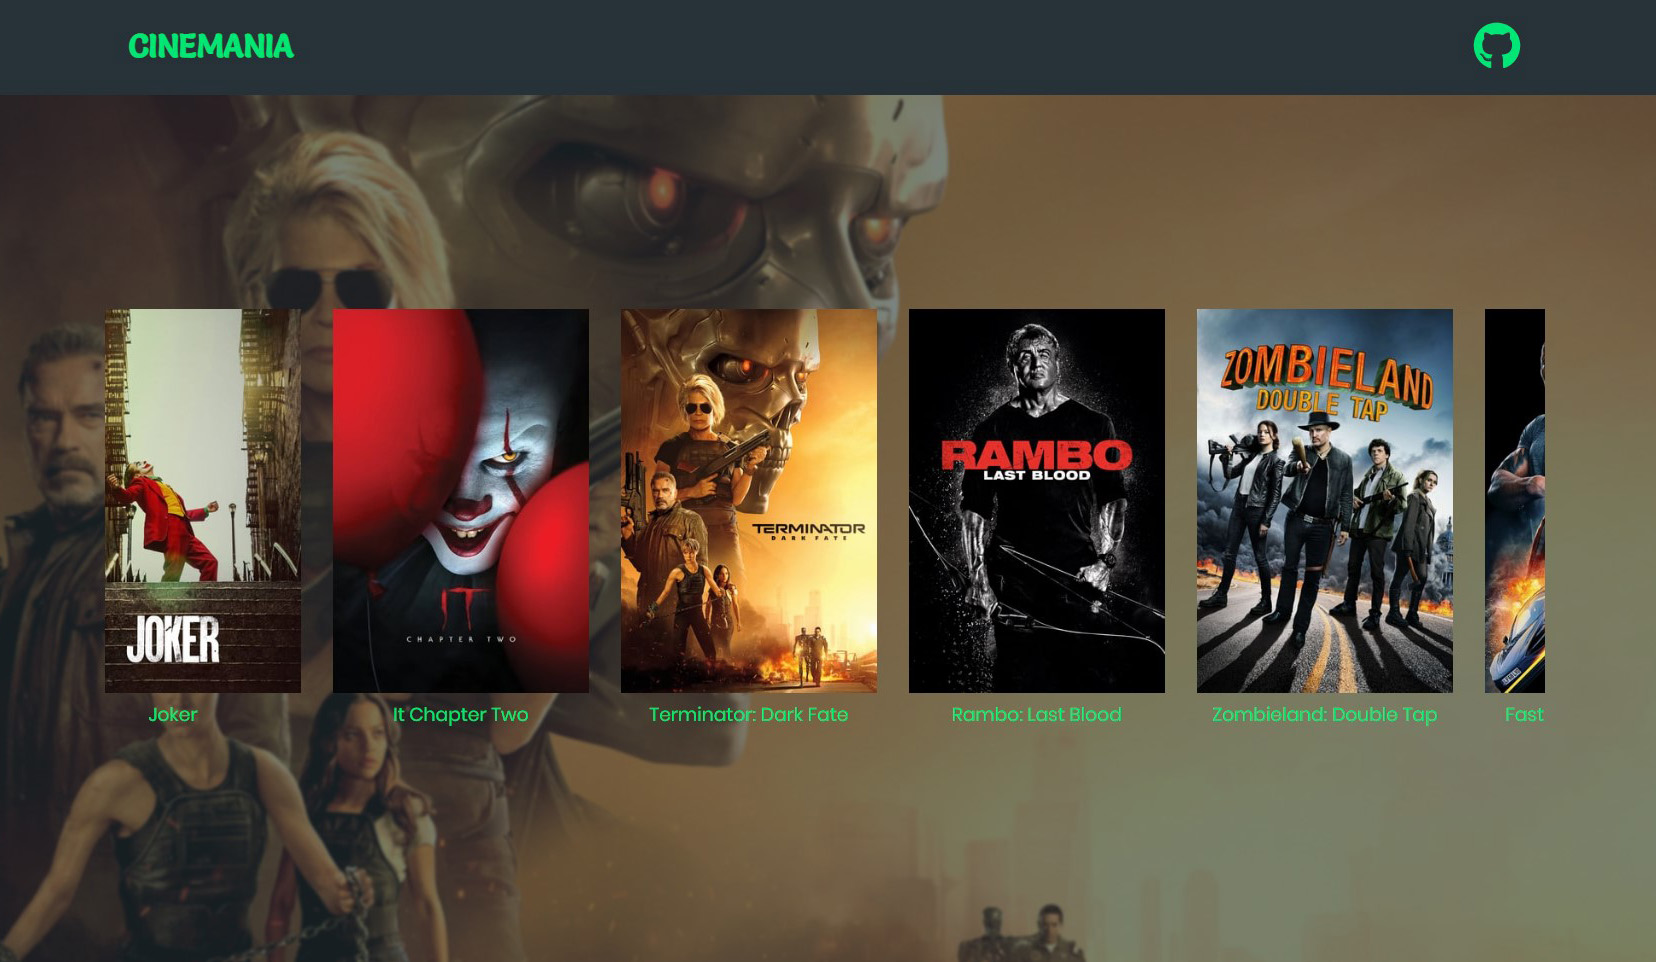 CINEMANIA
JOKER
IT
CHAPTER TWO
TERMINATOR
DARK FATE
RAMBO
LAST BLOOD
ZOMBIELAND
DOUBLE TAP
Joker
It Chapter Two
Terminator: Dark Fate
Rambo: Last Blood
Zombieland: Double Tap
Fast